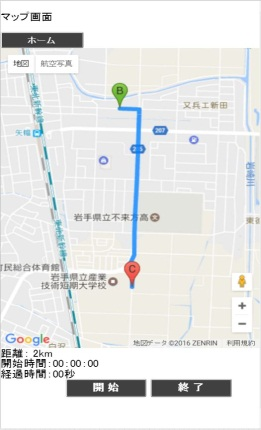 マップ画面
ホーム
地図
航空写真
B
又兵エ新田
矢幅
207
岩手県立不来方高
町民総合体育館
C
岩手県立産業
技術短期大学校
Google
地図データ ©2016 ZENRIN
利用規約
距離: 2km
開始時間:00:00:00
経過時間:00秒
開始
終了